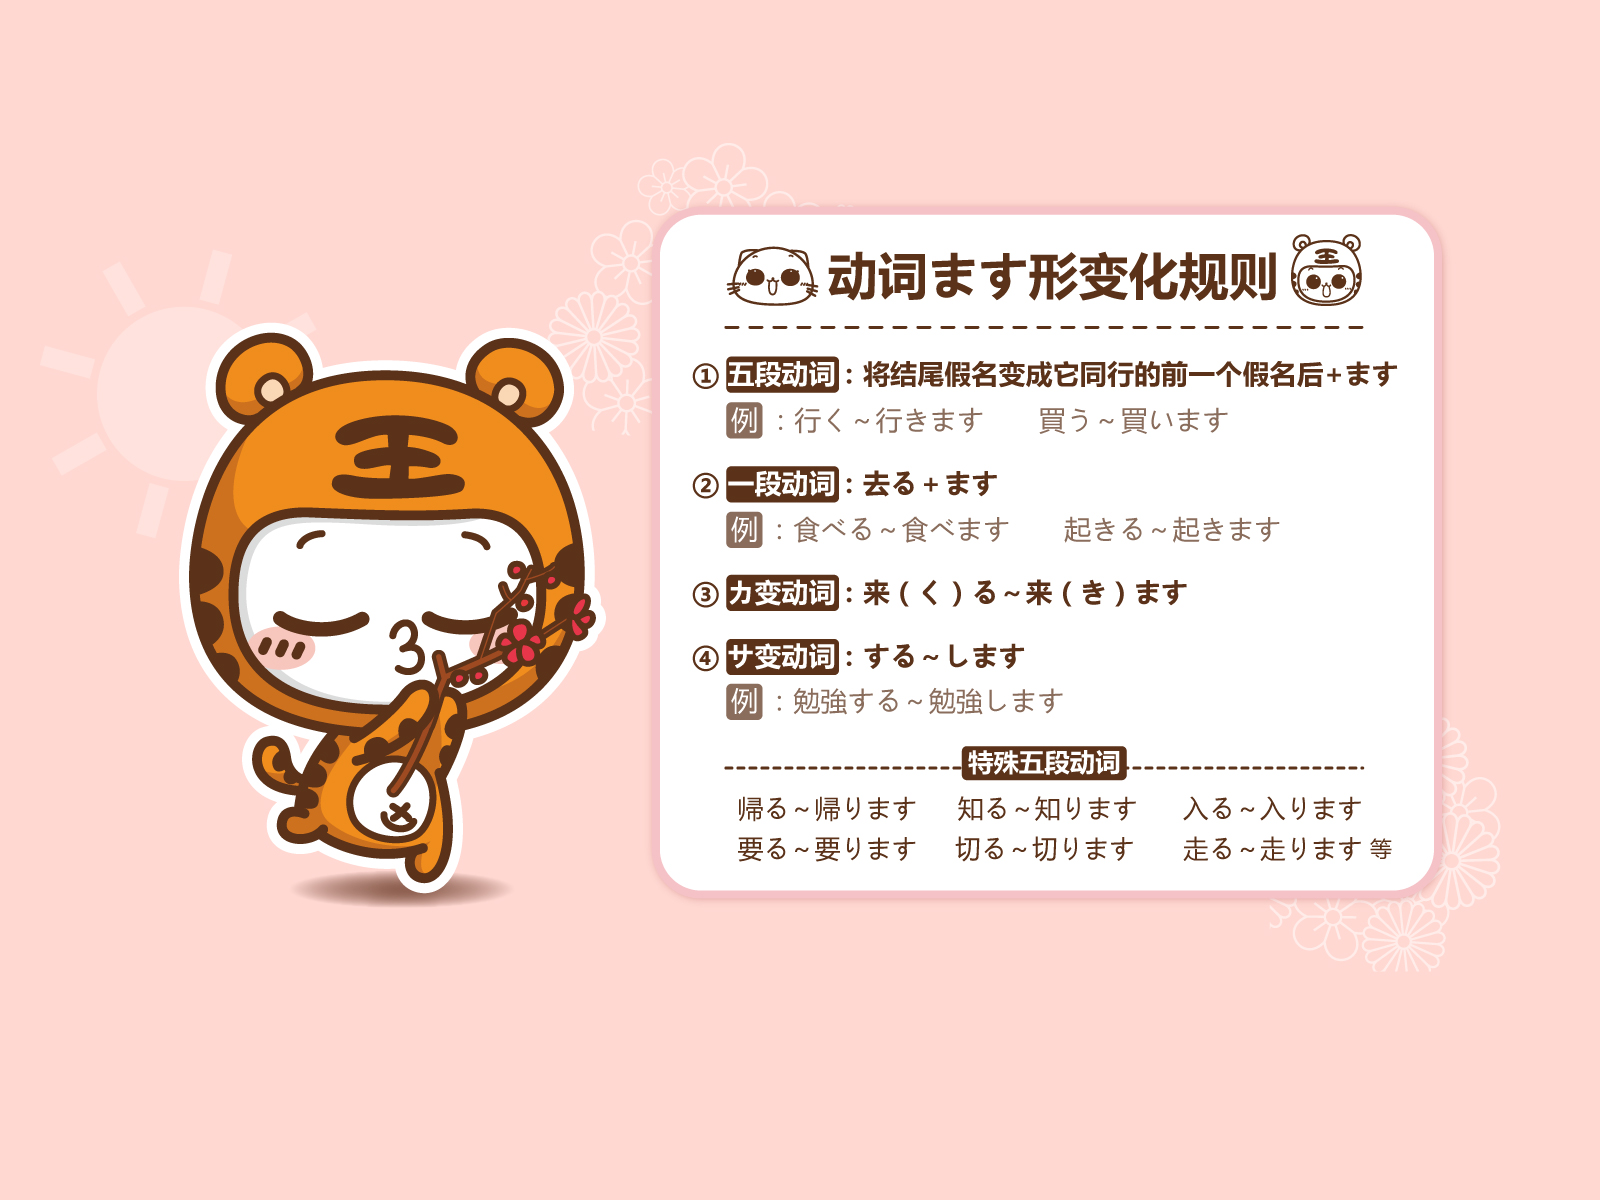 动词ます形变化规则
① 五段动词：将结尾假名变成它同行的前一个假名后+ます
例：行く～行きます　　買う～買います
② 一段动词：去る+ます
例：食べる～食べます　　起きる～起きます
③ カ变动词：来（く）る～来（き）ます
④ サ变动词：する～します
例：勉強する～勉強します
特殊五段动词
帰る～帰ります　知る～知ります　入る～入ります
要る～要ります　切る～切ります　走る～走ります 等